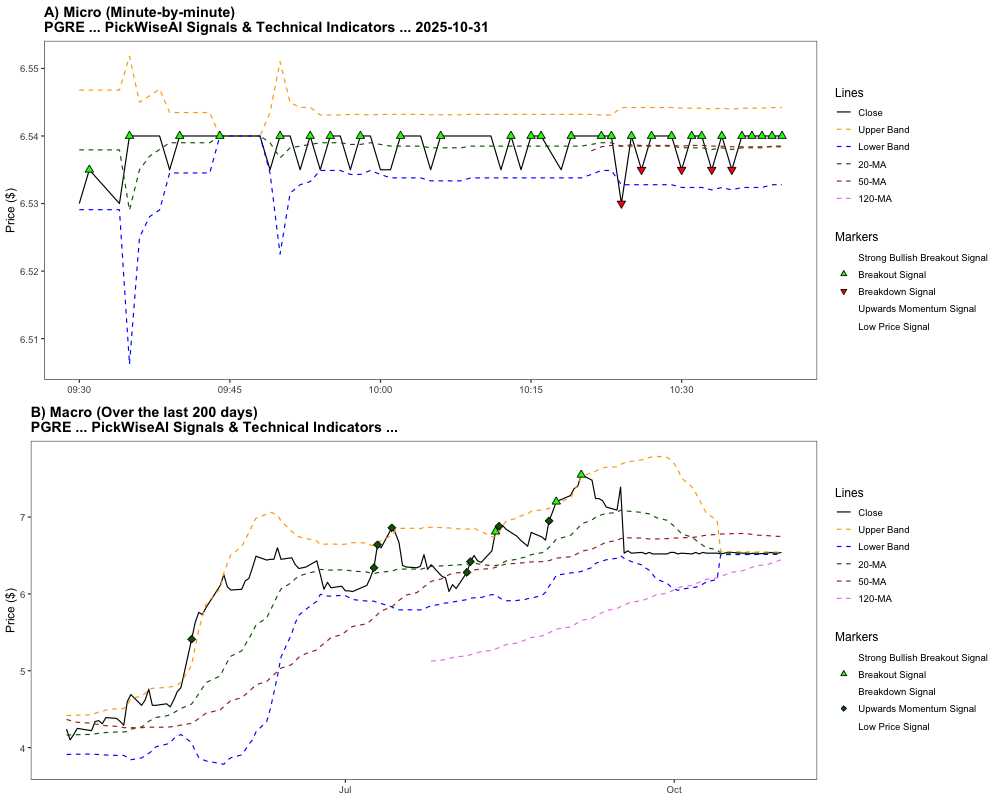 A) Micro (Minute-by-minute)
PGRE ... PickWiseAI Signals & Technical Indicators ... 2025-10-31
Price ($)
6.55
6.54
6.53
6.52
6.51
09:30
09:45
10:00
10:15
10:30
Lines
Close
Upper Band
Lower Band
20-MA
50-MA
120-MA
Markers
Strong Bullish Breakout Signal
Breakout Signal
Breakdown Signal
Upwards Momentum Signal
Low Price Signal
B) Macro (Over the last 200 days)
PGRE ... PickWiseAI Signals & Technical Indicators ...
Price ($)
7
6
5
4
Jul
Oct
Lines
Close
Upper Band
Lower Band
20-MA
50-MA
120-MA
Markers
Strong Bullish Breakout Signal
Breakout Signal
Breakdown Signal
Upwards Momentum Signal
Low Price Signal